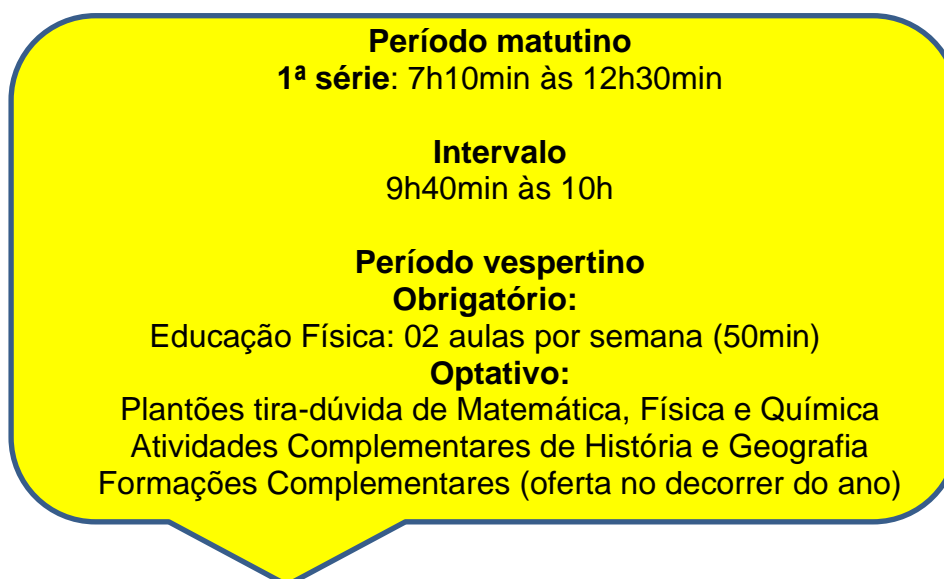 Período matutino
1ª série: 7h10min às 12h30min
Intervalo
9h40min às 10h
Período vespertino
Obrigatório:
Educação Física: 02 aulas por semana (50min)
Optativo:
Plantões tira-dúvida de Matemática, Física e Química
Atividades Complementares de História e Geografia
Formações Complementares (oferta no decorrer do ano)